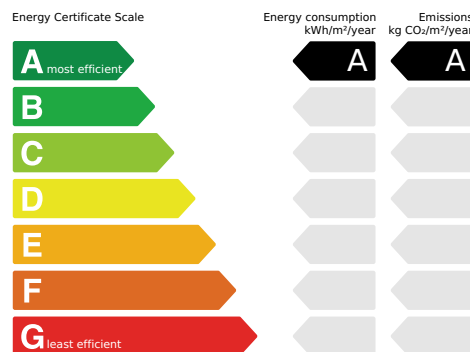 Energy Certificate Scale
Energy consumption
kWh/m²/year
Emissions
kg CO₂/m²/year
A most efficient
A
A
B
C
D
E
F
G least efficient